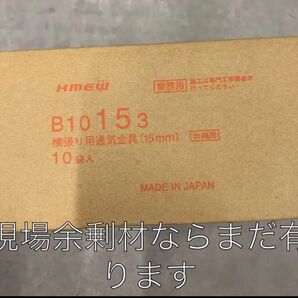 KMEW
業務用
施工は専門工事業者が
行ってください
B10153
横張り用通気金具(15mm)
出隅用
10袋入
MADE IN JAPAN
現場余剰材ならまだ有
ります